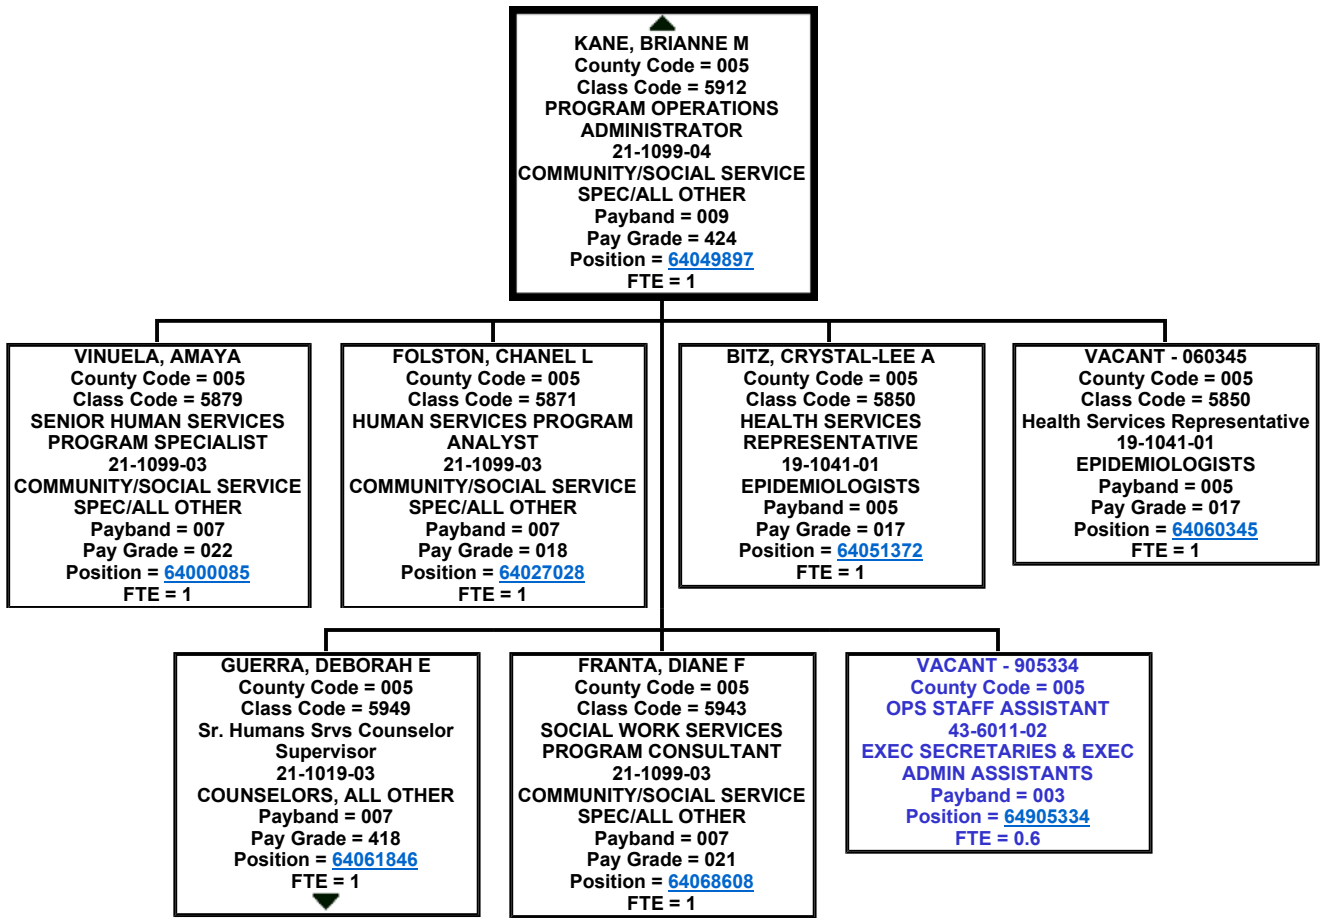 KANE, BRIANNE M
County Code = 005
Class Code = 5912
PROGRAM OPERATIONS
ADMINISTRATOR
21-1099-04
COMMUNITY/SOCIAL SERVICE
SPEC/ALL OTHER
Payband = 009
Pay Grade = 424
Position = 64049897
FTE = 1
VINUELA, AMAYA
County Code = 005
Class Code = 5879
SENIOR HUMAN SERVICES
PROGRAM SPECIALIST
21-1099-03
COMMUNITY/SOCIAL SERVICE
SPEC/ALL OTHER
Payband = 007
Pay Grade = 022
Position = 64000085
FTE = 1
FOLSTON, CHANEL L
County Code = 005
Class Code = 5871
HUMAN SERVICES PROGRAM
ANALYST
21-1099-03
COMMUNITY/SOCIAL SERVICE
SPEC/ALL OTHER
Payband = 007
Pay Grade = 018
Position = 64027028
FTE = 1
BITZ, CRYSTAL-LEE A
County Code = 005
Class Code = 5850
HEALTH SERVICES
REPRESENTATIVE
19-1041-01
EPIDEMIOLOGISTS
Payband = 005
Pay Grade = 017
Position = 64051372
FTE = 1
VACANT - 060345
County Code = 005
Class Code = 5850
Health Services Representative
19-1041-01
EPIDEMIOLOGISTS
Payband = 005
Pay Grade = 017
Position = 64060345
FTE = 1
GUERRA, DEBORAH E
County Code = 005
Class Code = 5949
Sr. Humans Srvs Counselor
Supervisor
21-1019-03
COUNSELORS, ALL OTHER
Payband = 007
Pay Grade = 418
Position = 64061846
FTE = 1
FRANTA, DIANE F
County Code = 005
Class Code = 5943
SOCIAL WORK SERVICES
PROGRAM CONSULTANT
21-1099-03
COMMUNITY/SOCIAL SERVICE
SPEC/ALL OTHER
Payband = 007
Pay Grade = 021
Position = 64068608
FTE = 1
VACANT - 905334
County Code = 005
OPS STAFF ASSISTANT
43-6011-02
EXEC SECRETARIES & EXEC
ADMIN ASSISTANTS
Payband = 003
Position = 64905334
FTE = 0.6